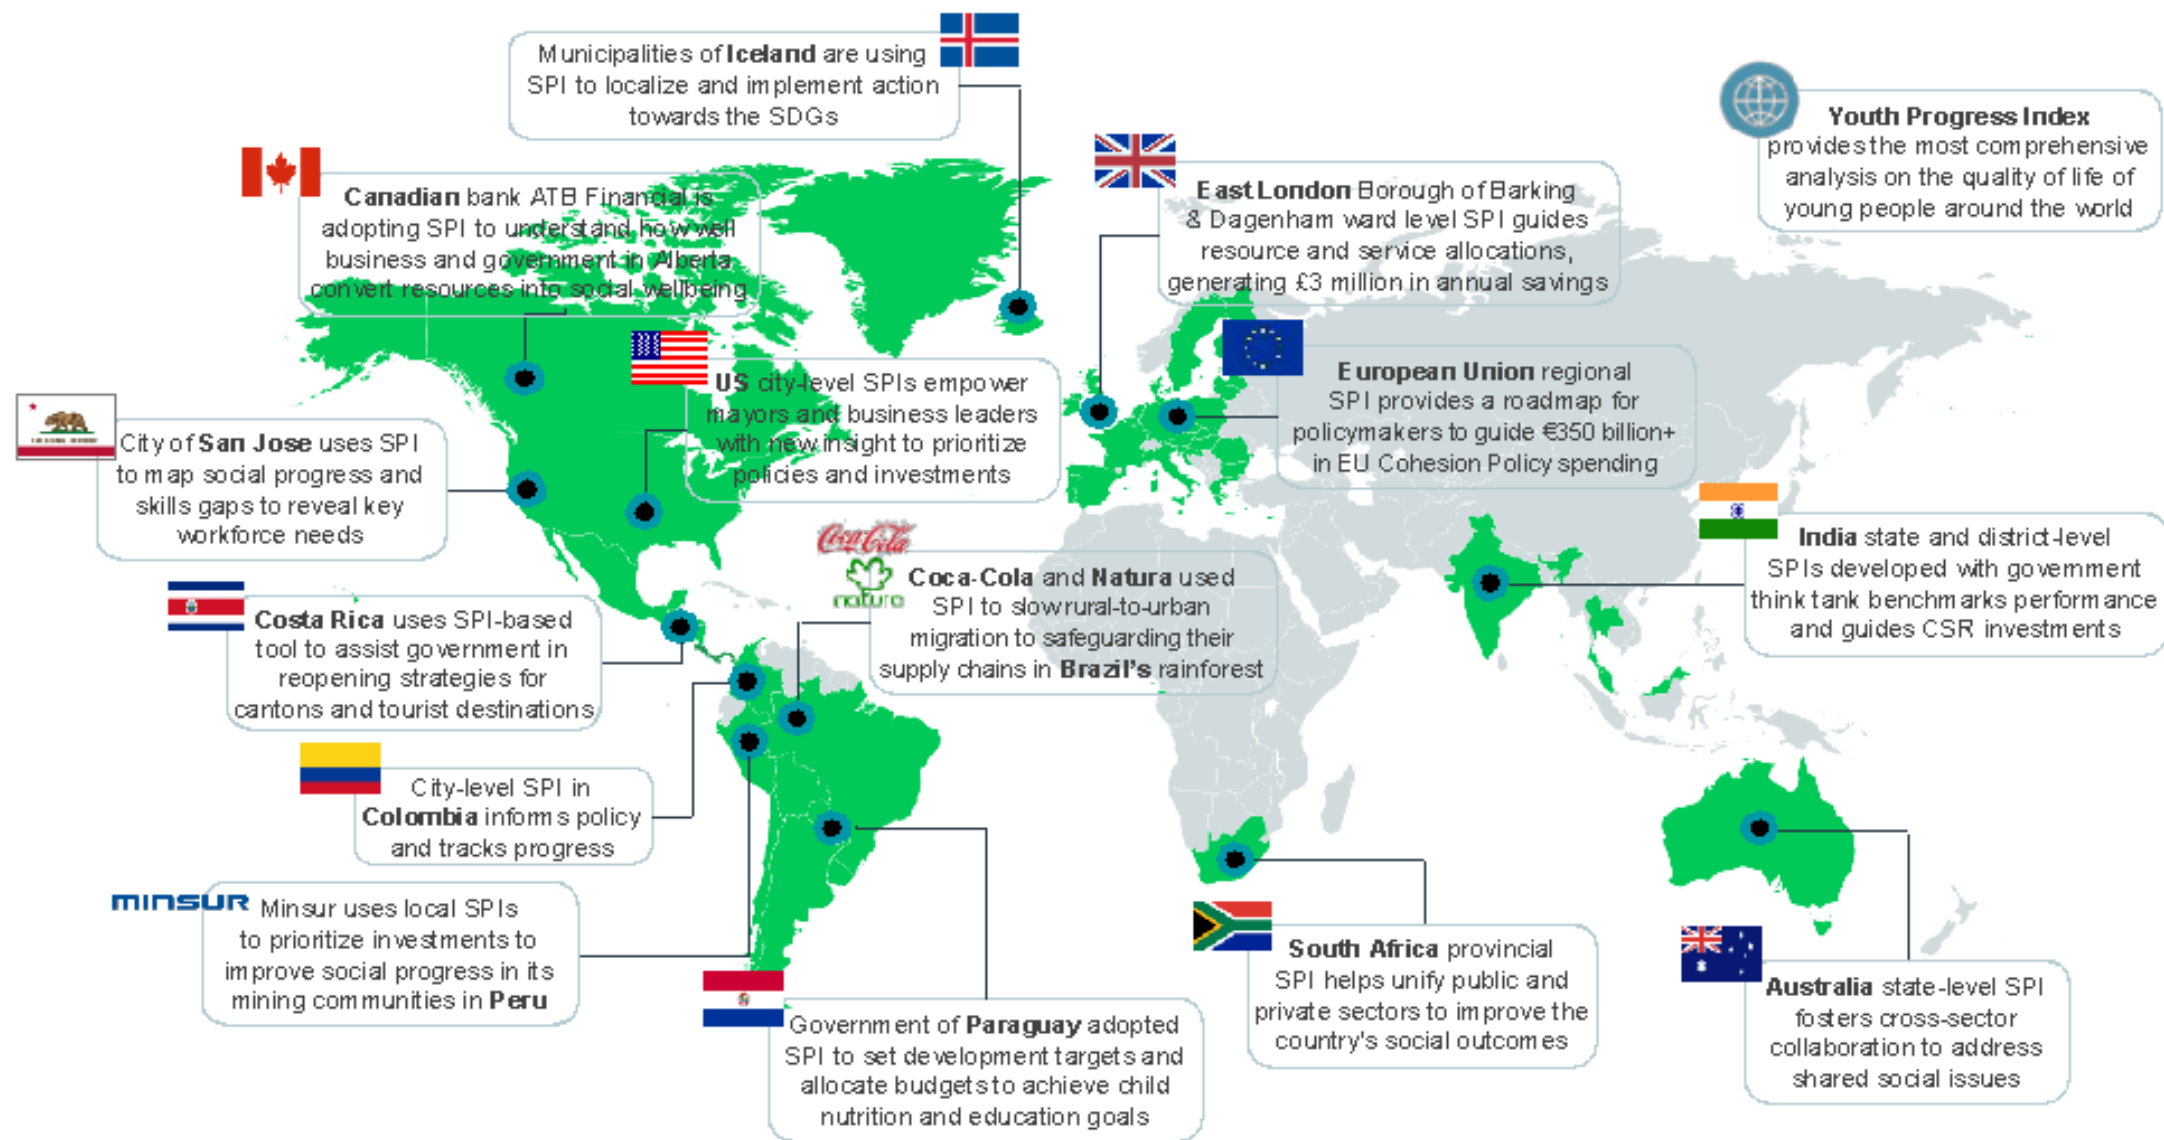 Municipalities of Iceland are using
SPI to localize and implement action
towards the SDGs
Youth Progress Index
provides the most comprehensive
analysis on the quality of life of
young people around the world
Canadian bank ATB Financial is
adopting SPI to understand how well
business and government in Alberta
convert resources into social wellbeing
East London Borough of Barking
& Dagenham ward level SPI guides
resource and service allocations,
generating £3 million in annual savings
US city-level SPIs empower
mayors and business leaders
with new insight to prioritize
policies and investments
European Union regional
SPI provides a roadmap for
policymakers to guide €350 billion+
in EU Cohesion Policy spending
City of San Jose uses SPI
to map social progress and
skills gaps to reveal key
workforce needs
Coca-Cola
natura
Coca-Cola and Natura used
SPI to slow rural-to-urban
migration to safeguarding their
supply chains in Brazil's rainforest
India state and district-level
SPIs developed with government
think tank benchmarks performance
and guides CSR investments
Costa Rica uses SPI-based
tool to assist government in
reopening strategies for
cantons and tourist destinations
City-level SPI in
Colombia informs policy
and tracks progress
MINSUR
Minsur uses local SPIs
to prioritize investments to
improve social progress in its
mining communities in Peru
Government of Paraguay adopted
SPI to set development targets and
allocate budgets to achieve child
nutrition and education goals
South Africa provincial
SPI helps unify public and
private sectors to improve the
country's social outcomes
Australia state-level SPI
fosters cross-sector
collaboration to address
shared social issues